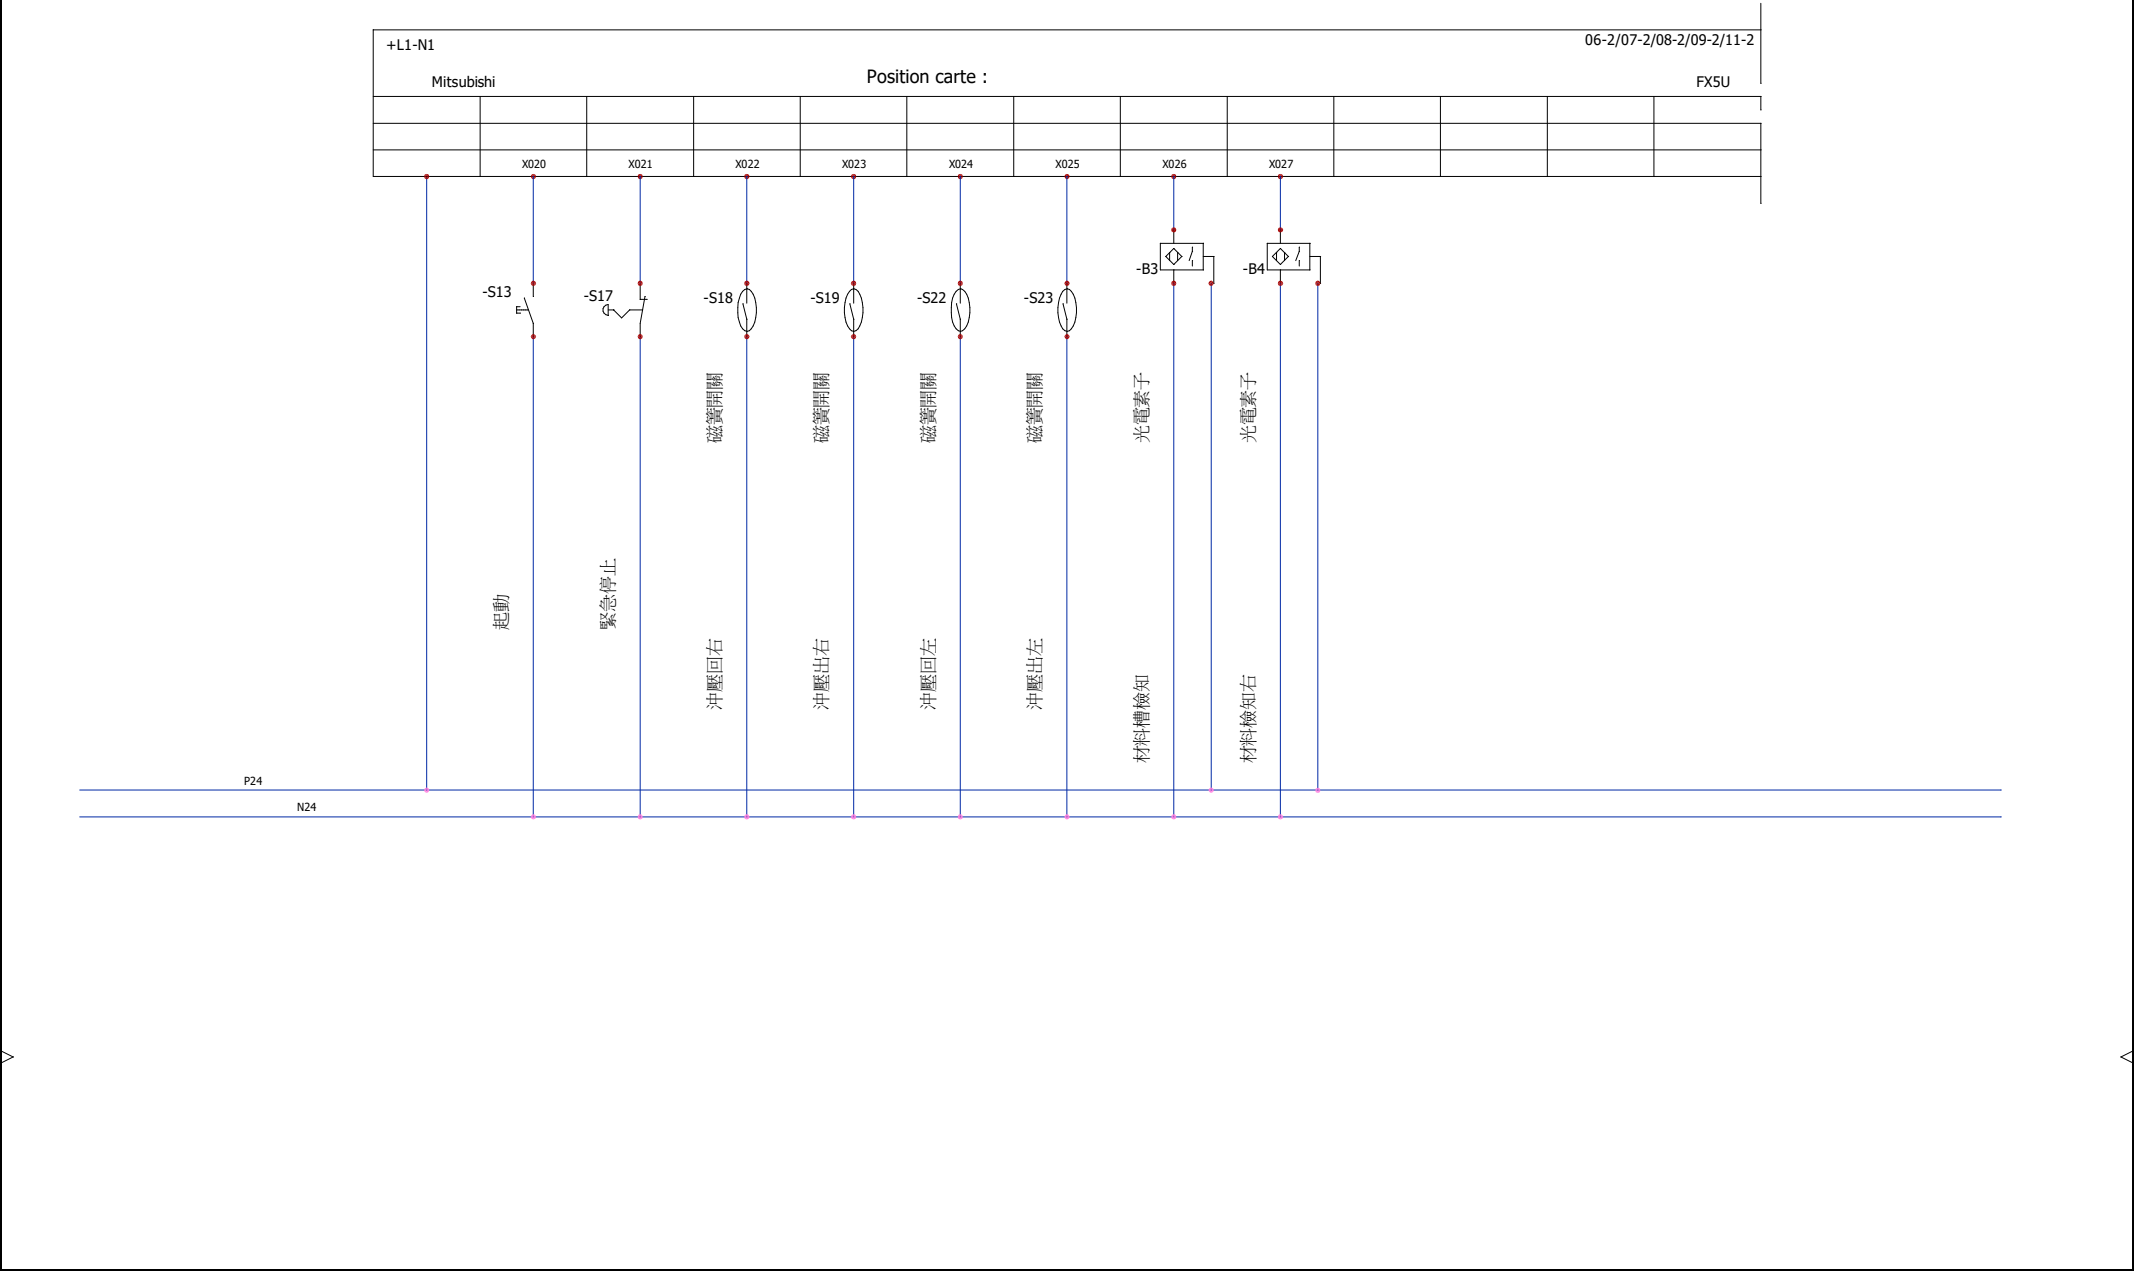 +L1-N1
06-2/07-2/08-2/09-2/11-2
Mitsubishi
Position carte :
FX5U
X020
X021
X022
X023
X024
X025
X026
X027
-S13
-S17
-S18
-S19
-S22
-S23
-B3
-B4
磁簧開關
磁簧開關
磁簧開關
磁簧開關
光電素子
光電素子
起動
緊急停止
沖壓回右
沖壓出右
沖壓回左
沖壓出左
材料槽檢知
材料檢知右
P24
N24